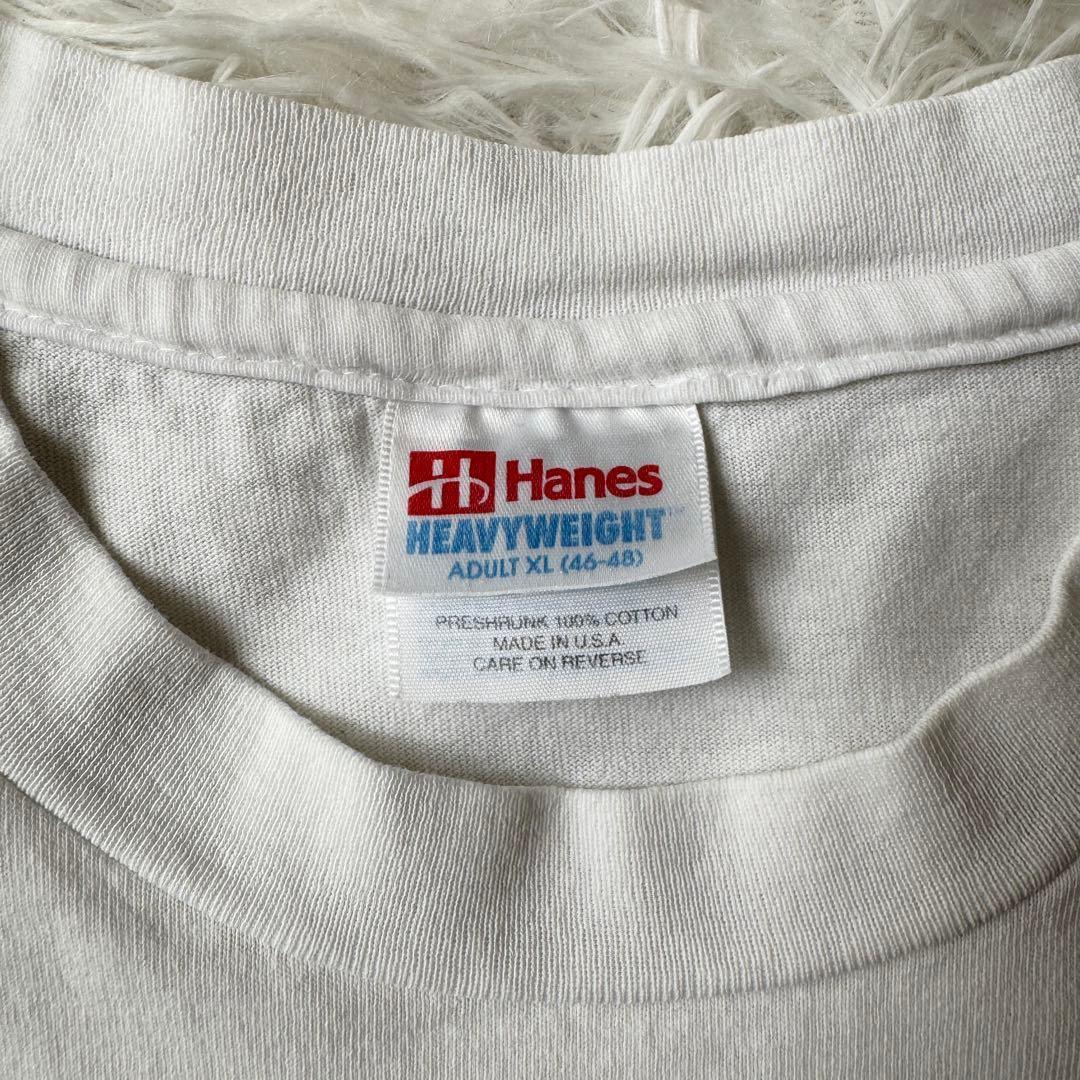 H Hanes
HEAVYWEIGHT™
ADULT XL (46-48)
PRESHRUNK 100% COTTON
MADE IN U.S.A
CARE ON REVERSE